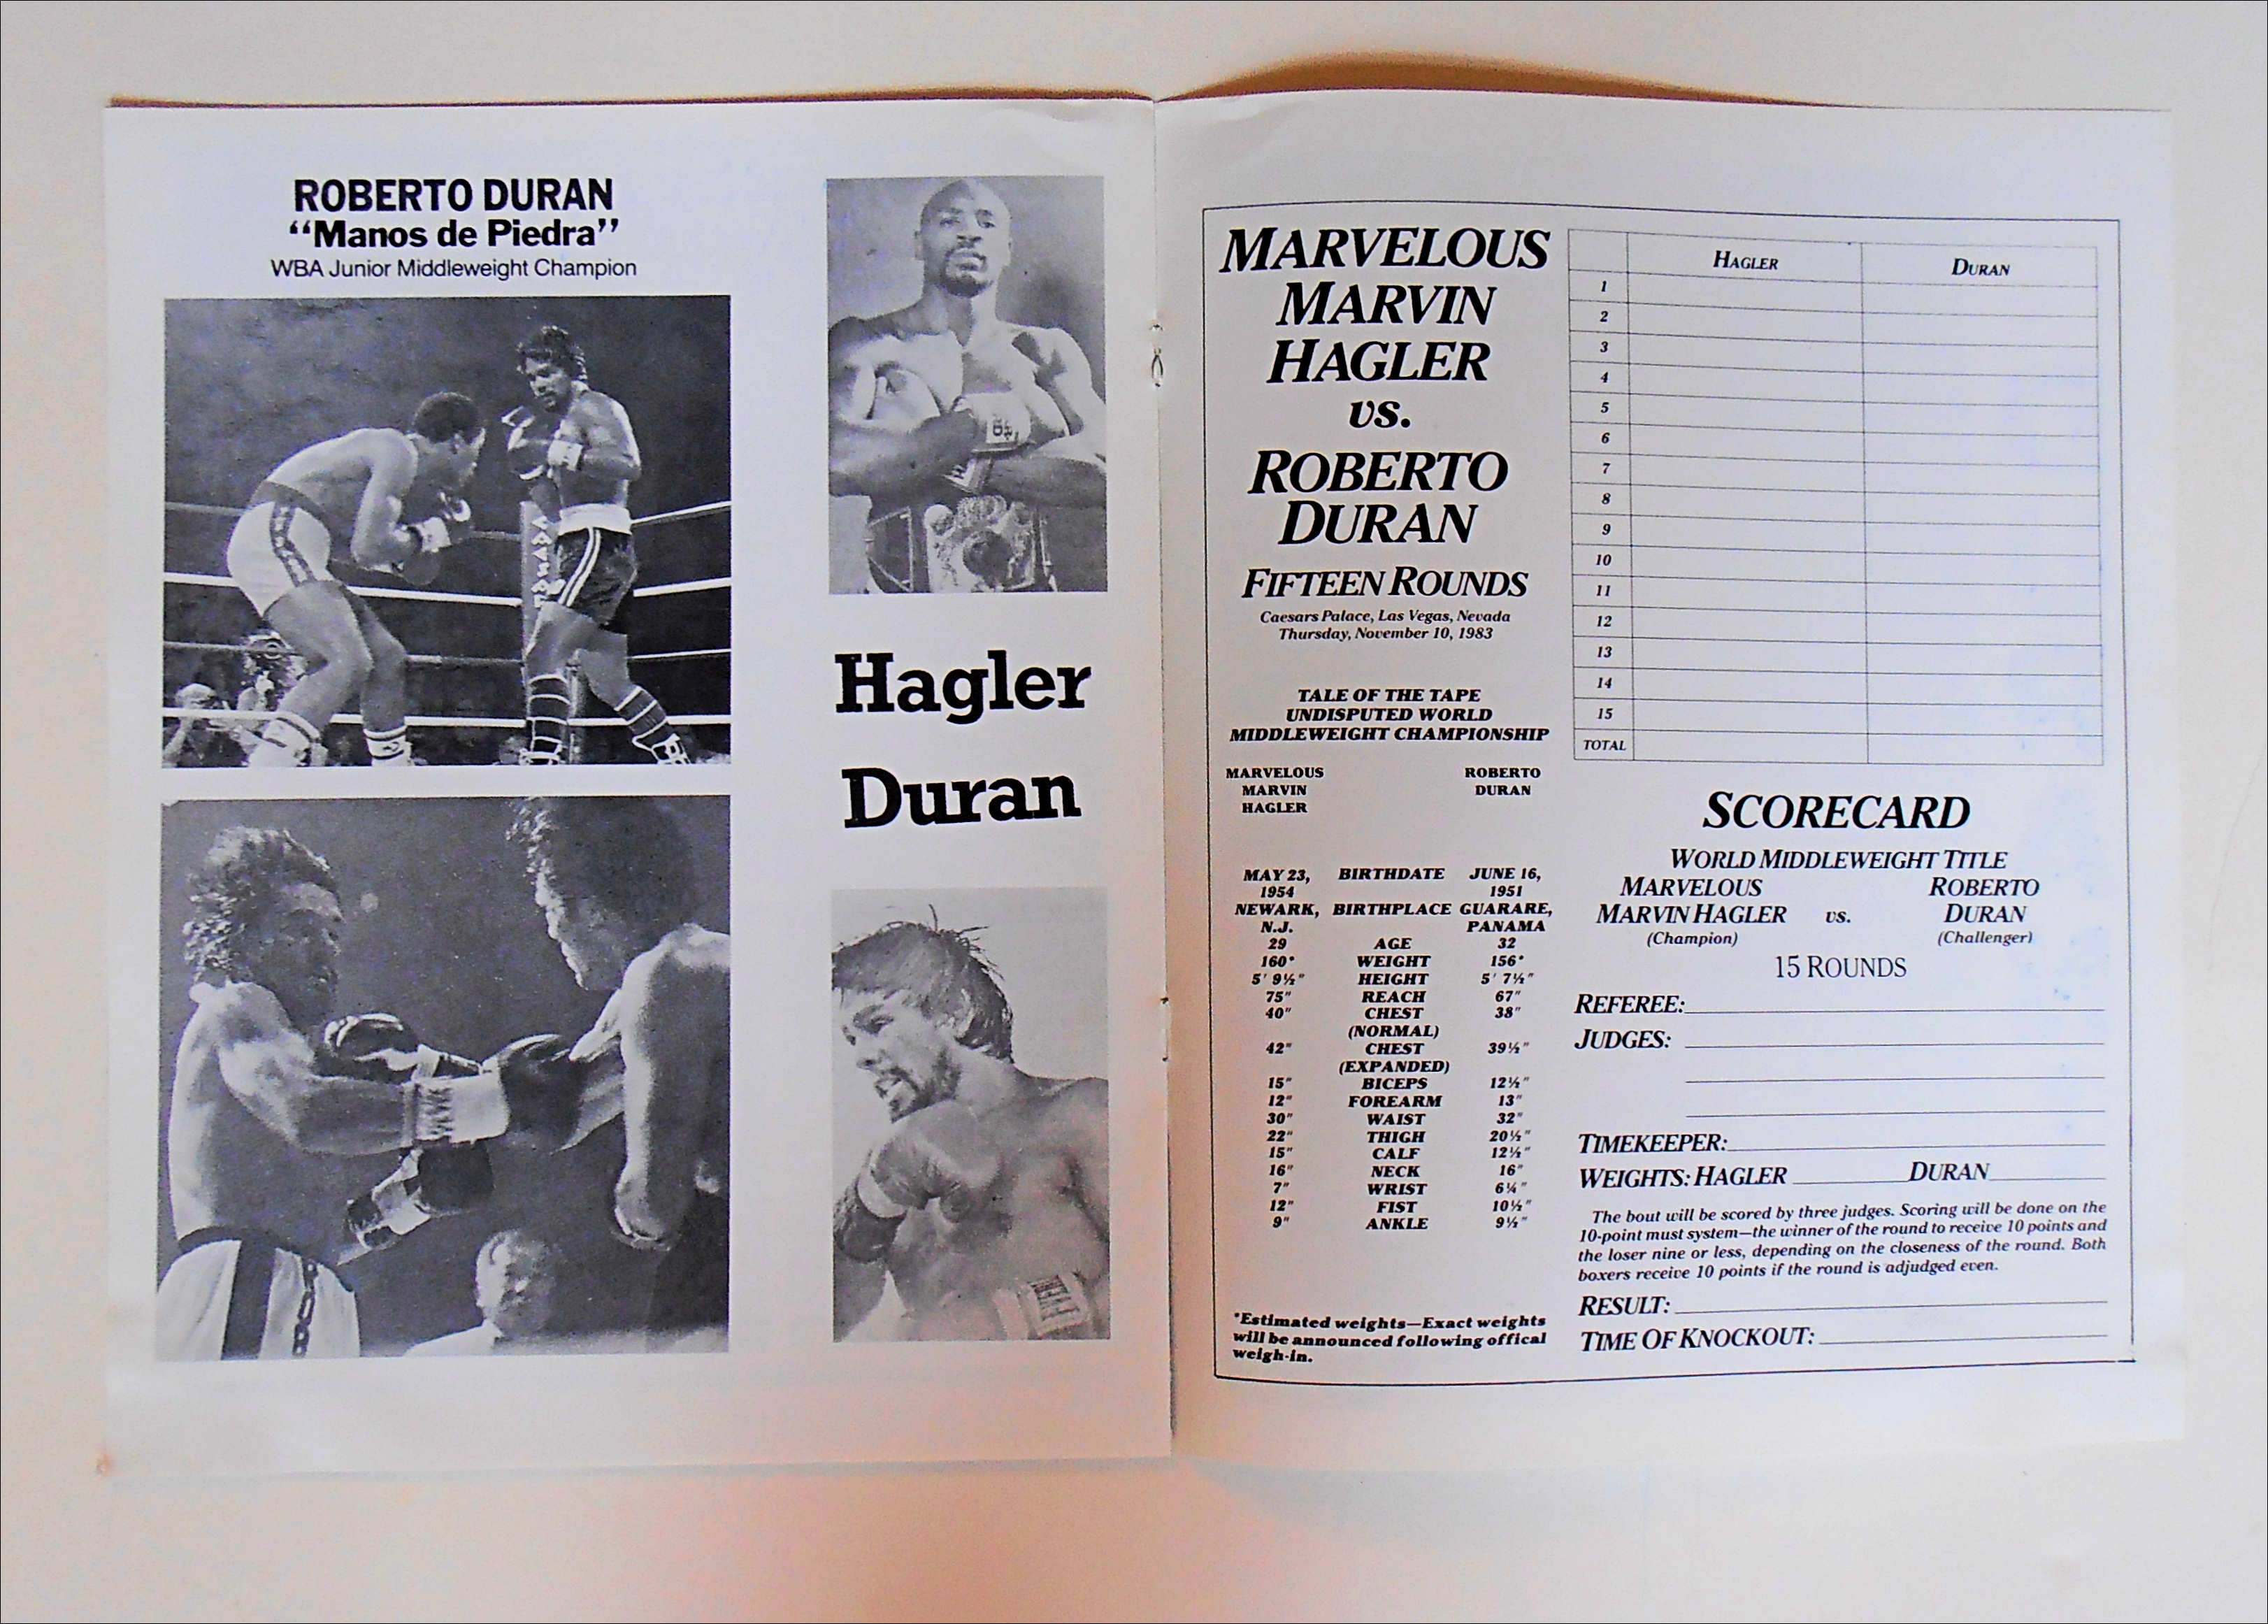 ROBERTO DURAN
“Manos de Piedra”
WBA Junior Middleweight Champion
Hagler
Duran
MARVELOUS
MARVIN
HAGLER
vs.
ROBERTO
DURAN
FIFTEEN ROUNDS
Caesars Palace, Las Vegas, Nevada
Thursday, November 10, 1983
TALE OF THE TAPE
UNDISPUTED WORLD
MIDDLEWEIGHT CHAMPIONSHIP
MARVELOUS ROBERTO
MARVIN DURAN
HAGLER
MAY 23, BIRTHDATE JUNE 16,
1954 1951
NEWARK, BIRTHPLACE GUARARE,
N.J. PANAMA
29 AGE 32
160* WEIGHT 156*
5' 9½" HEIGHT 5' 7½"
75" REACH 67"
40" CHEST 38"
(NORMAL)
42" CHEST 39½"
(EXPANDED)
15" BICEPS 12½"
12" FOREARM 13"
30" WAIST 32"
22" THIGH 20½"
15" CALF 12½"
16" NECK 16"
7" WRIST 6¼"
12" FIST 10½"
9" ANKLE 9½"
*Estimated weights—Exact weights
will be announced following offical
weigh-in.
HAGLER DURAN
1
2
3
4
5
6
7
8
9
10
11
12
13
14
15
TOTAL
SCORECARD
WORLD MIDDLEWEIGHT TITLE
MARVELOUS ROBERTO
MARVIN HAGLER vs. DURAN
(Champion) (Challenger)
15 ROUNDS
REFEREE:
JUDGES:
TIMEKEEPER:
WEIGHTS: HAGLER DURAN
The bout will be scored by three judges. Scoring will be done on the
10-point must system—the winner of the round to receive 10 points and
the loser nine or less, depending on the closeness of the round. Both
boxers receive 10 points if the round is adjudged even.
RESULT:
TIME OF KNOCKOUT: